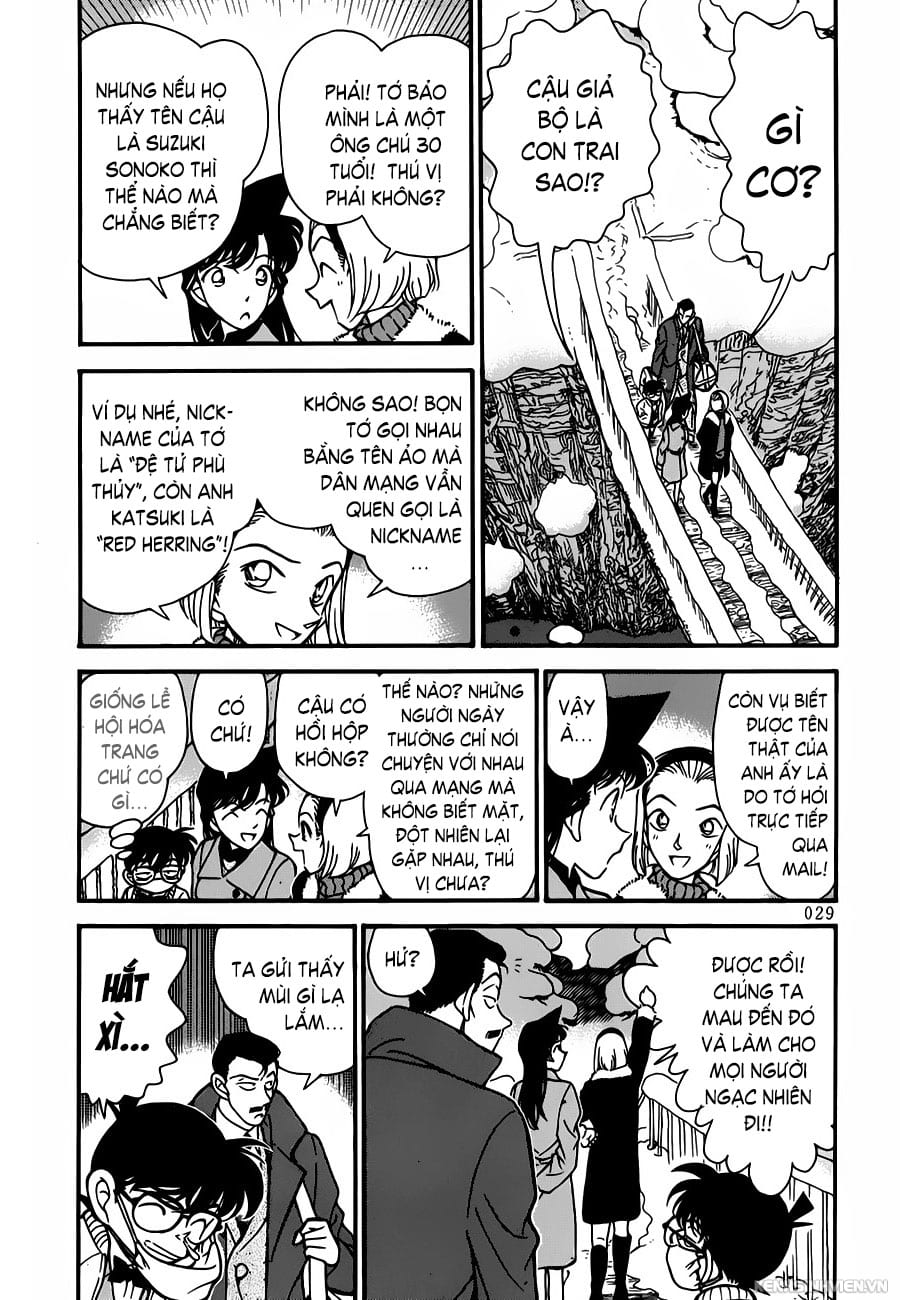 GÌ
CƠ?
CẬU GIẢ
BỘ LÀ
CON TRAI
SAO!?
PHẢI! TỚ BẢO
MÌNH LÀ MỘT
ÔNG CHÚ 30
TUỔI! THÚ VỊ
PHẢI KHÔNG?
NHƯNG NẾU HỌ
THẤY TÊN CẬU
LÀ SUZUKI
SONOKO THÌ
THẾ NÀO MÀ
CHẲNG BIẾT?
KHÔNG SAO! BỌN
TỚ GỌI NHAU
BẰNG TÊN ẢO MÀ
DÂN MẠNG VẪN
QUEN GỌI LÀ
NICKNAME
...
VÍ DỤ NHÉ, NICK-
NAME CỦA TỚ
LÀ "ĐỆ TỬ PHÙ
THỦY", CÒN ANH
KATSUKI LÀ
"RED HERRING"!
CÒN VỤ BIẾT
ĐƯỢC TÊN
THẬT CỦA
ANH ẤY LÀ
DO TỚ HỎI
TRỰC TIẾP
QUA MAIL!
VẬY
À...
THẾ NÀO? NHỮNG
NGƯỜI NGÀY
THƯỜNG CHỈ NÓI
CHUYỆN VỚI NHAU
QUA MẠNG MÀ
KHÔNG BIẾT MẶT,
ĐỘT NHIÊN LẠI
GẶP NHAU, THÚ
VỊ CHƯA?
CẬU CÓ
HỒI HỘP
KHÔNG?
CÓ
CHỨ!
GIỐNG LỄ
HỘI HÓA
TRANG
CHỨ CÓ
GÌ...
029
ĐƯỢC RỒI!
CHÚNG TA
MAU ĐẾN ĐÓ
VÀ LÀM CHO
MỌI NGƯỜI
NGẠC NHIÊN
ĐI!!
HỬ?
TA GỬI THẤY
MÙI GÌ LẠ
LẮM...
HẮT
XÌ...